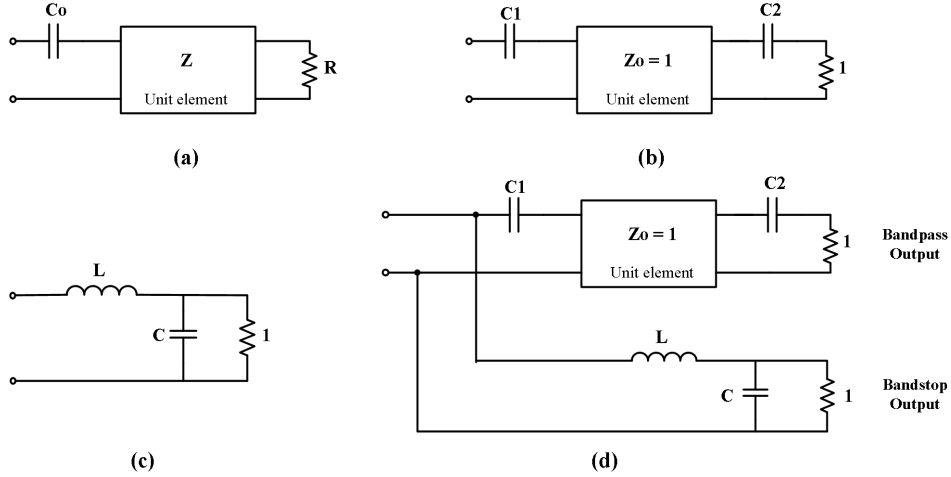 Co
Z
R
Unit element
(a)
C1
C2
Zo = 1
1
Unit element
(b)
L
C
1
(c)
C1
C2
Zo = 1
1
Unit element
Bandpass
Output
L
C
1
Bandstop
Output
(d)